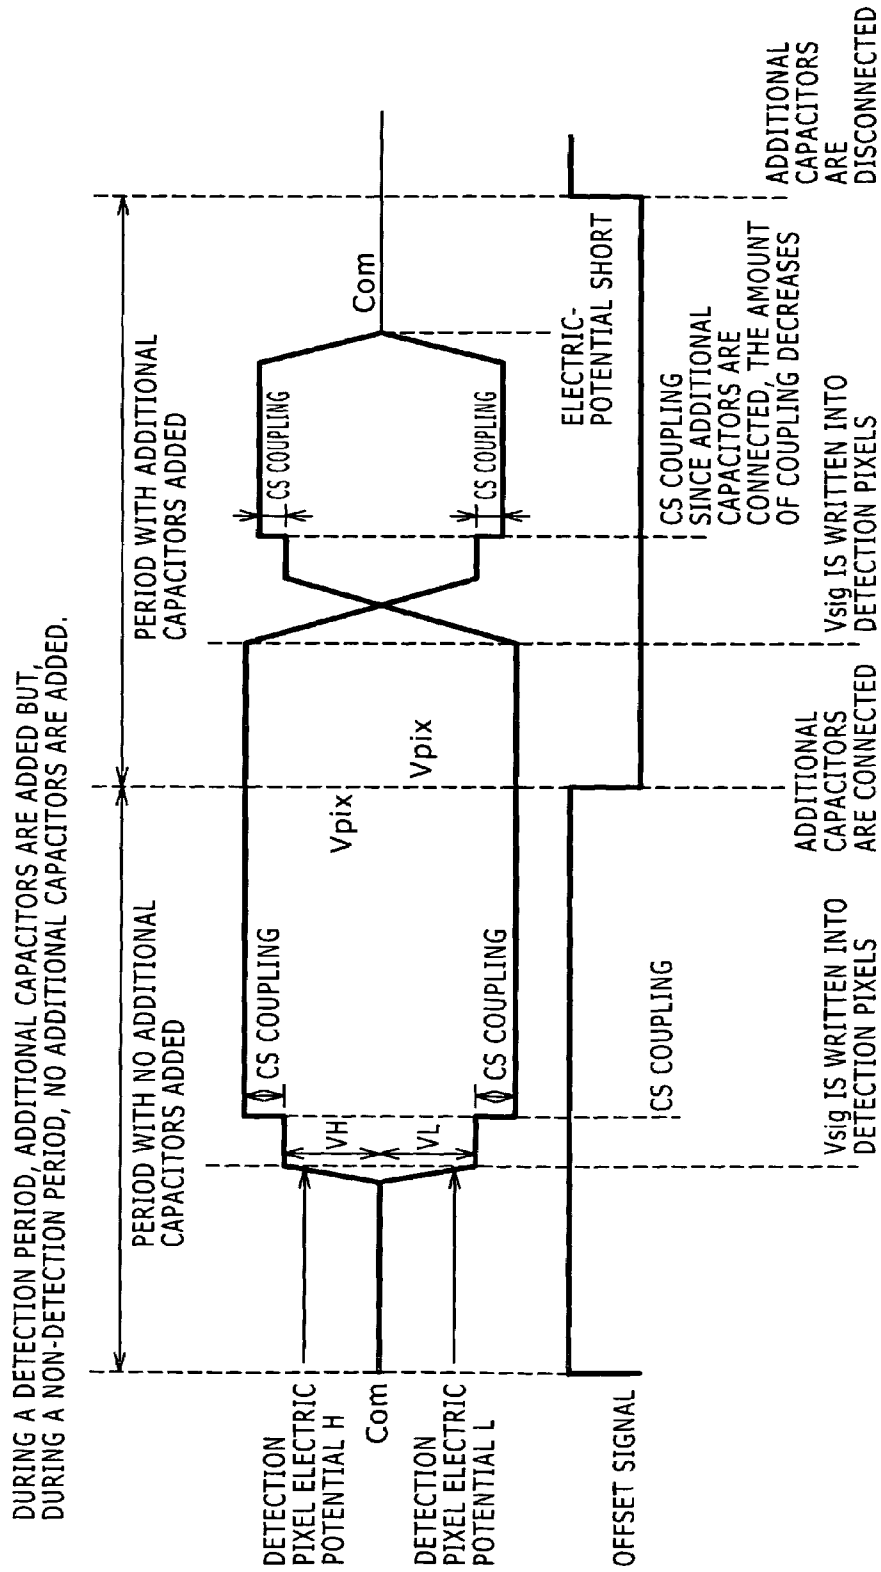 DURING A DETECTION PERIOD, ADDITIONAL CAPACITORS ARE ADDED BUT,
DURING A NON-DETECTION PERIOD, NO ADDITIONAL CAPACITORS ARE ADDED.
PERIOD WITH NO ADDITIONAL
CAPACITORS ADDED
PERIOD WITH ADDITIONAL
CAPACITORS ADDED
DETECTION
PIXEL ELECTRIC
POTENTIAL H
Com
DETECTION
PIXEL ELECTRIC
POTENTIAL L
VH
VL
CS COUPLING
CS COUPLING
Vpix
Vpix
CS COUPLING
CS COUPLING
Com
ELECTRIC-
POTENTIAL SHORT
OFFSET SIGNAL
CS COUPLING
CS COUPLING
SINCE ADDITIONAL
CAPACITORS ARE
CONNECTED, THE AMOUNT
OF COUPLING DECREASES
Vsig IS WRITTEN INTO
DETECTION PIXELS
ADDITIONAL
CAPACITORS
ARE CONNECTED
Vsig IS WRITTEN INTO
DETECTION PIXELS
ADDITIONAL
CAPACITORS
ARE
DISCONNECTED